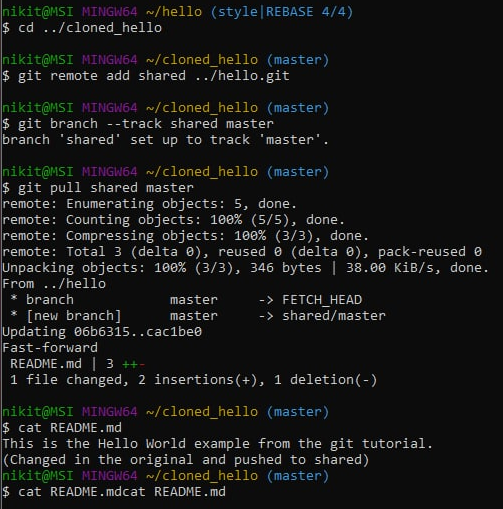 nikit@MSI MINGW64 ~/hello (style|REBASE 4/4)
$ cd ../cloned_hello
nikit@MSI MINGW64 ~/cloned_hello (master)
$ git remote add shared ../hello.git
nikit@MSI MINGW64 ~/cloned_hello (master)
$ git branch --track shared master
branch 'shared' set up to track 'master'.
nikit@MSI MINGW64 ~/cloned_hello (master)
$ git pull shared master
remote: Enumerating objects: 5, done.
remote: Counting objects: 100% (5/5), done.
remote: Compressing objects: 100% (3/3), done.
remote: Total 3 (delta 0), reused 0 (delta 0), pack-reused 0
Unpacking objects: 100% (3/3), 346 bytes | 38.00 KiB/s, done.
From ../hello
 * branch            master     -> FETCH_HEAD
 * [new branch]      master     -> shared/master
Updating 06b6315..cac1be0
Fast-forward
 README.md | 3 ++-
 1 file changed, 2 insertions(+), 1 deletion(-)
nikit@MSI MINGW64 ~/cloned_hello (master)
$ cat README.md
This is the Hello World example from the git tutorial.
(Changed in the original and pushed to shared)
nikit@MSI MINGW64 ~/cloned_hello (master)
$ cat README.mdcat README.md